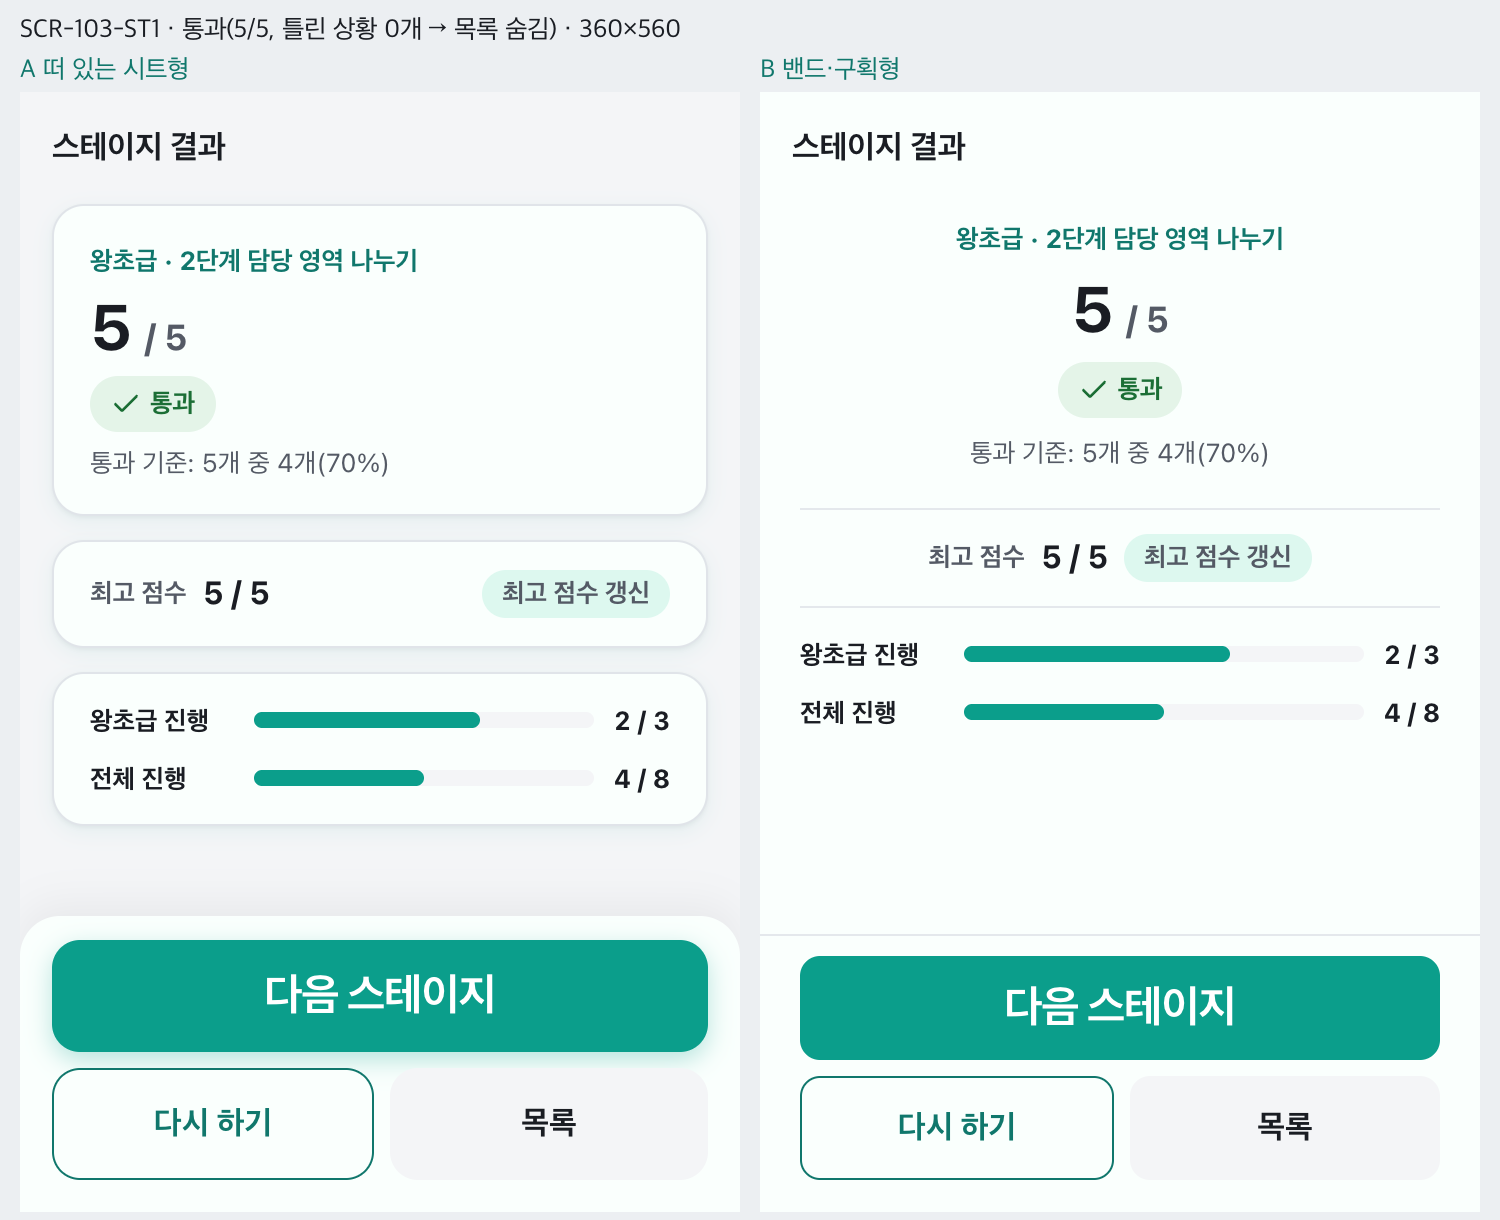 SCR-103-ST1 · 통과(5/5, 틀린 상황 0개 → 목록 숨김) · 360×560
A 떠 있는 시트형
스테이지 결과
왕초급 · 2단계 담당 영역 나누기
5 / 5
통과
통과 기준: 5개 중 4개(70%)
최고 점수 5 / 5 최고 점수 갱신
왕초급 진행 2 / 3
전체 진행 4 / 8
다음 스테이지
다시 하기 목록
B 밴드·구획형
스테이지 결과
왕초급 · 2단계 담당 영역 나누기
5 / 5
통과
통과 기준: 5개 중 4개(70%)
최고 점수 5 / 5 최고 점수 갱신
왕초급 진행 2 / 3
전체 진행 4 / 8
다음 스테이지
다시 하기 목록